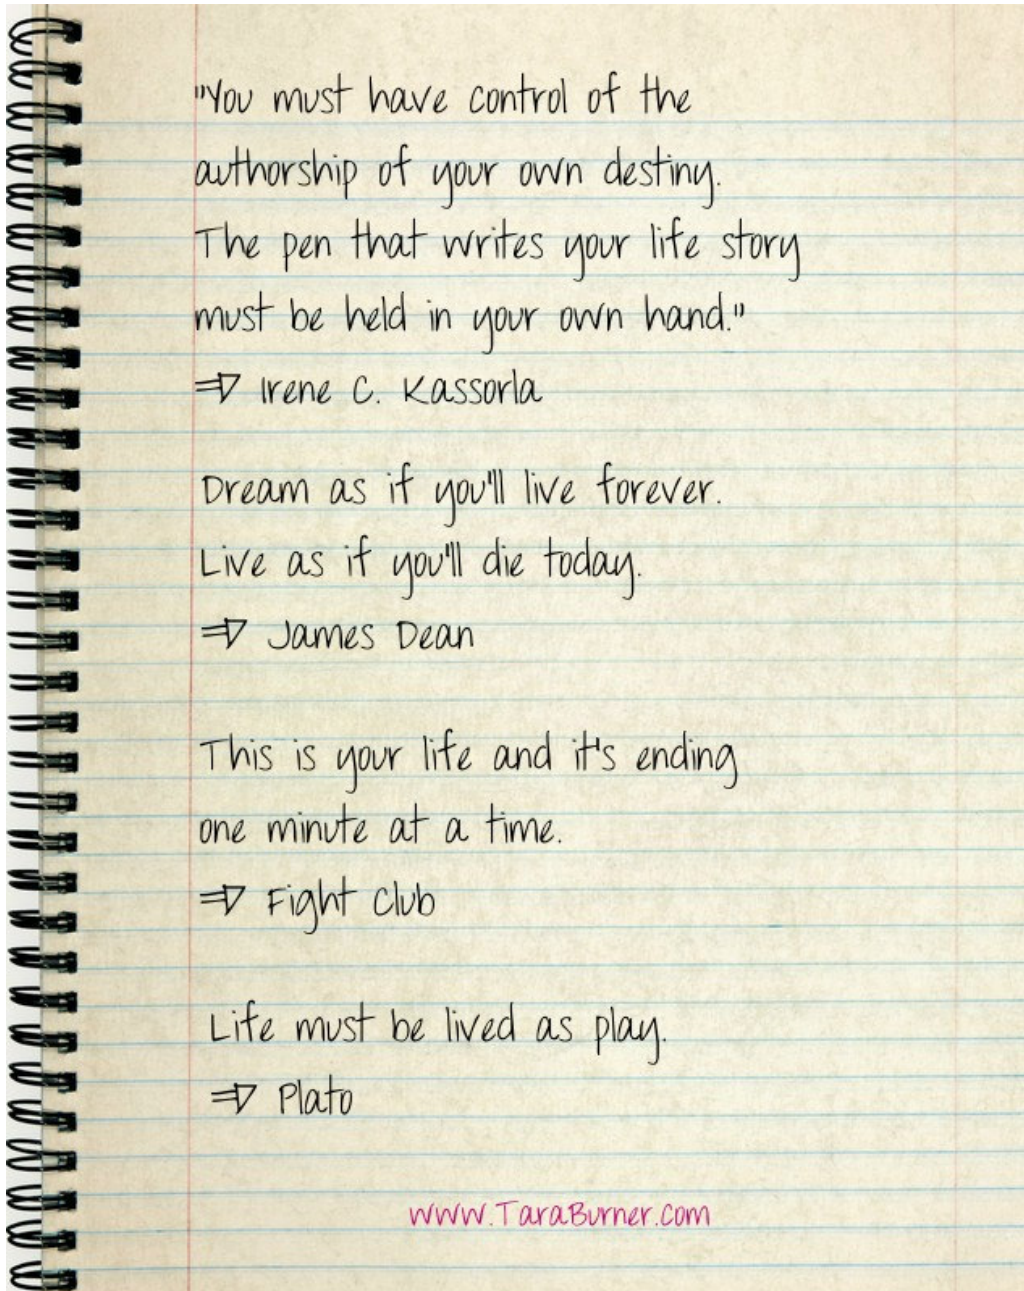 "You must have control of the
authorship of your own destiny.
The pen that writes your life story
must be held in your own hand."
⇒ Irene C. Kassorla
Dream as if you'll live forever.
Live as if you'll die today.
⇒ James Dean
This is your life and it's ending
one minute at a time.
⇒ Fight Club
Life must be lived as play.
⇒ Plato
www.TaraBurner.com